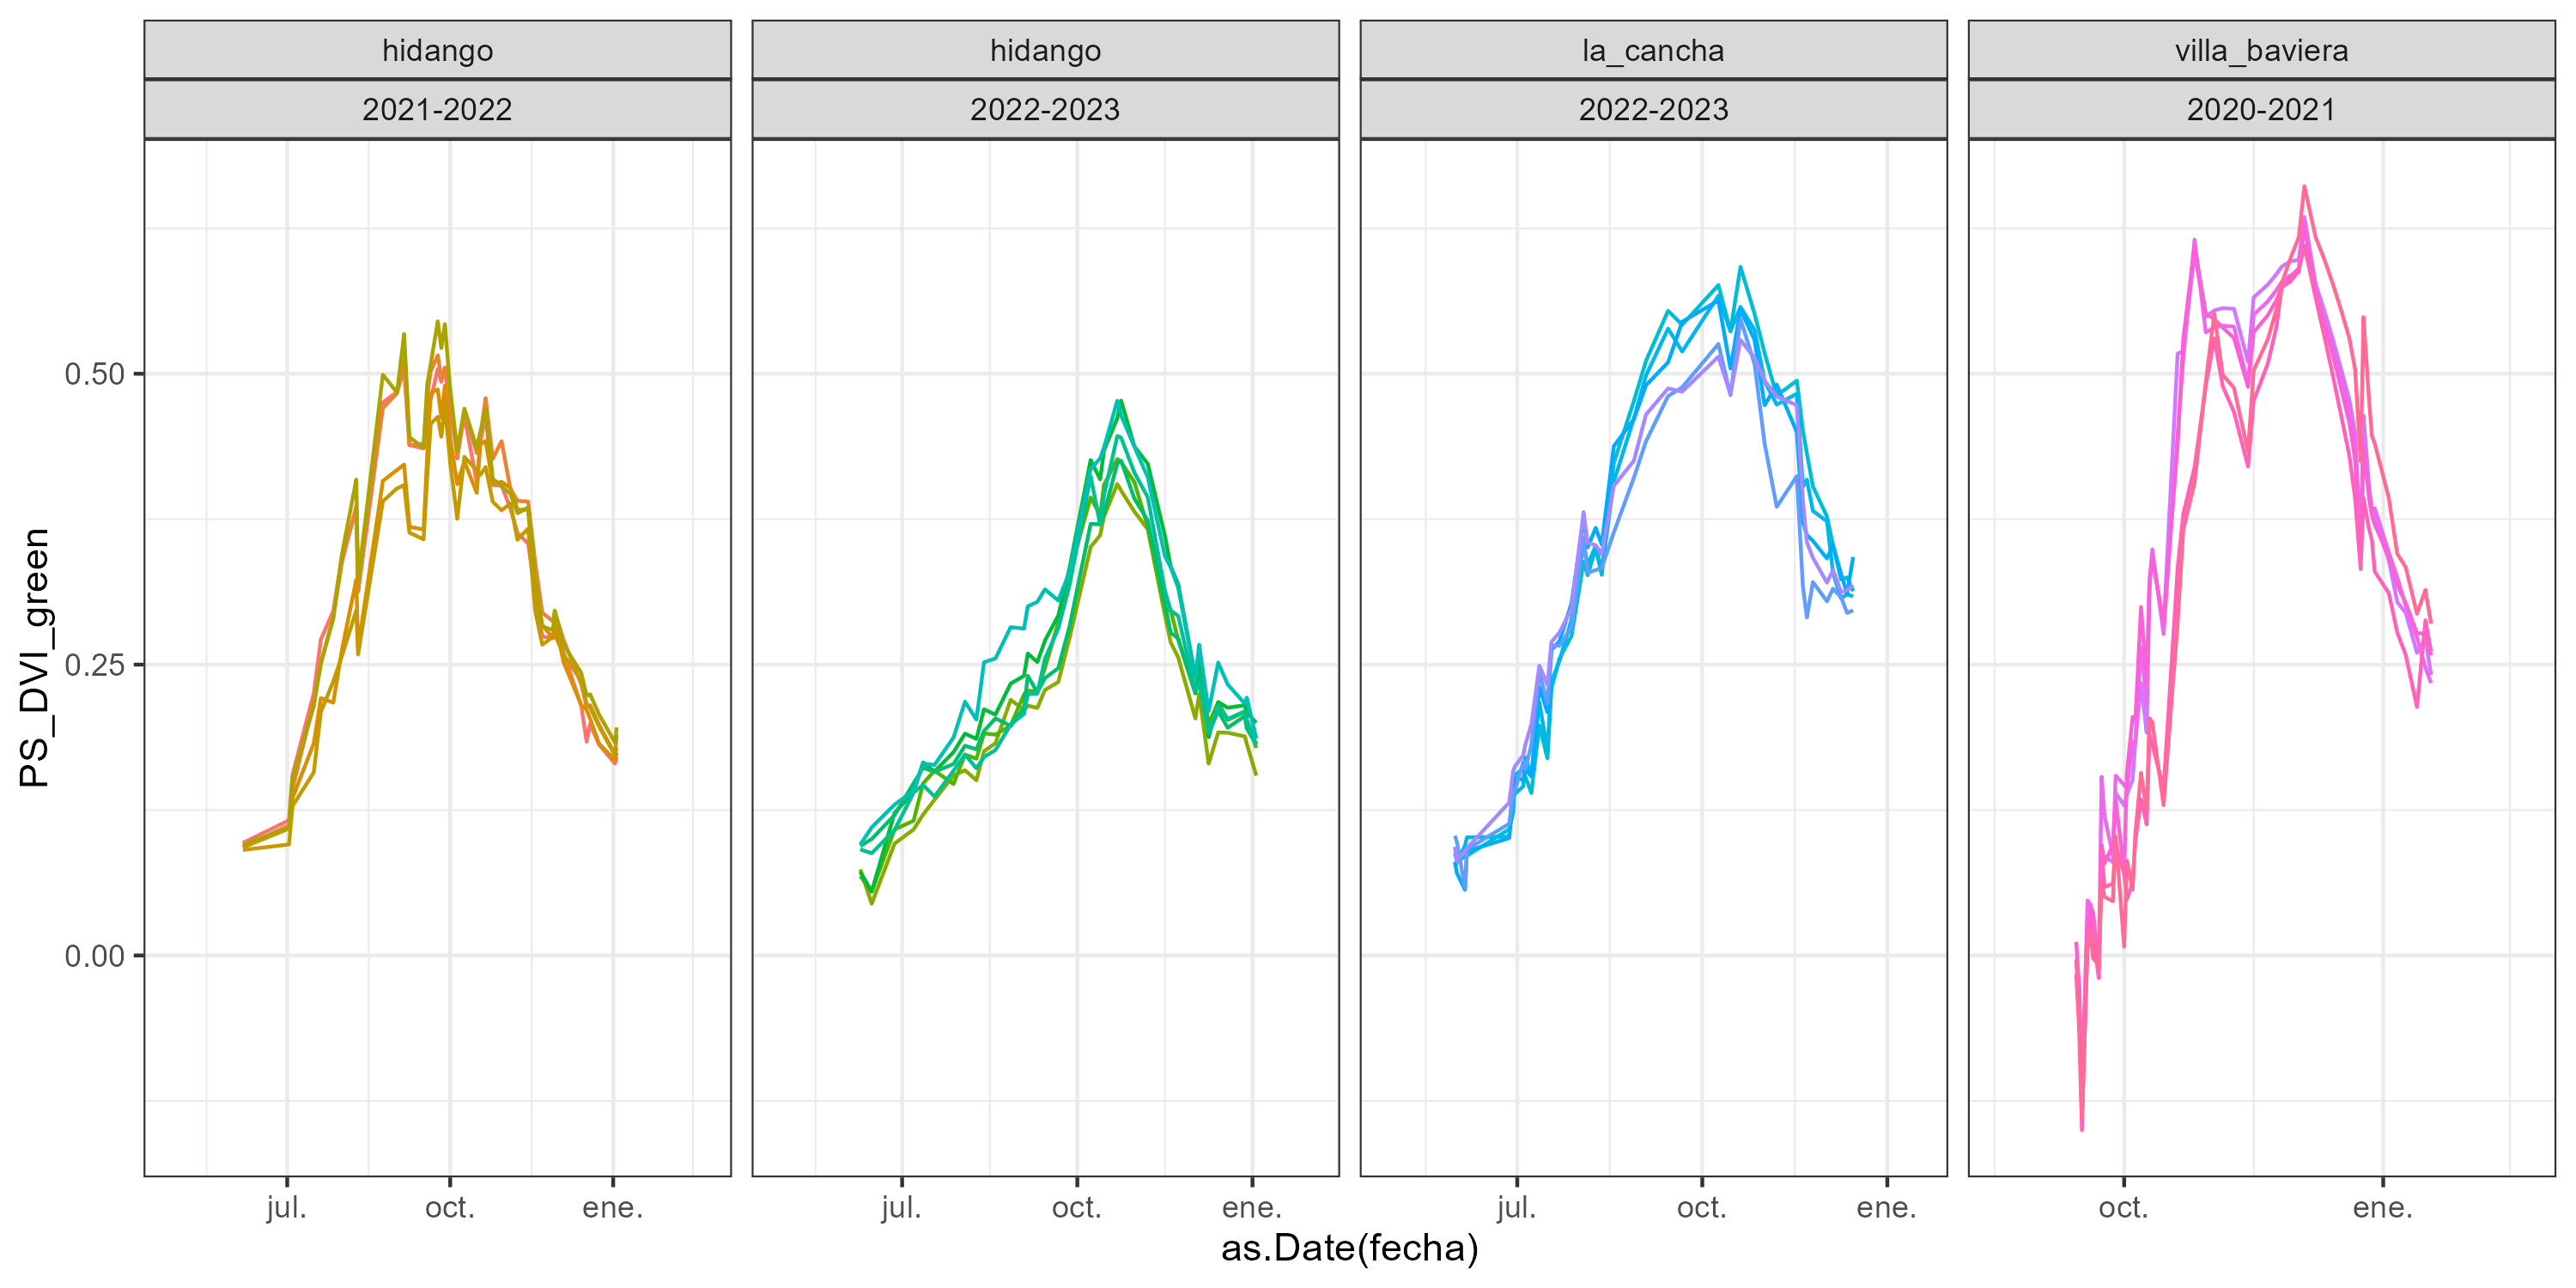 hidango
2021-2022
hidango
2022-2023
la_cancha
2022-2023
villa_baviera
2020-2021
PS_DVI_green
0.50
0.25
0.00
jul. oct. ene.
jul. oct. ene.
jul. oct. ene.
oct. ene.
as.Date(fecha)